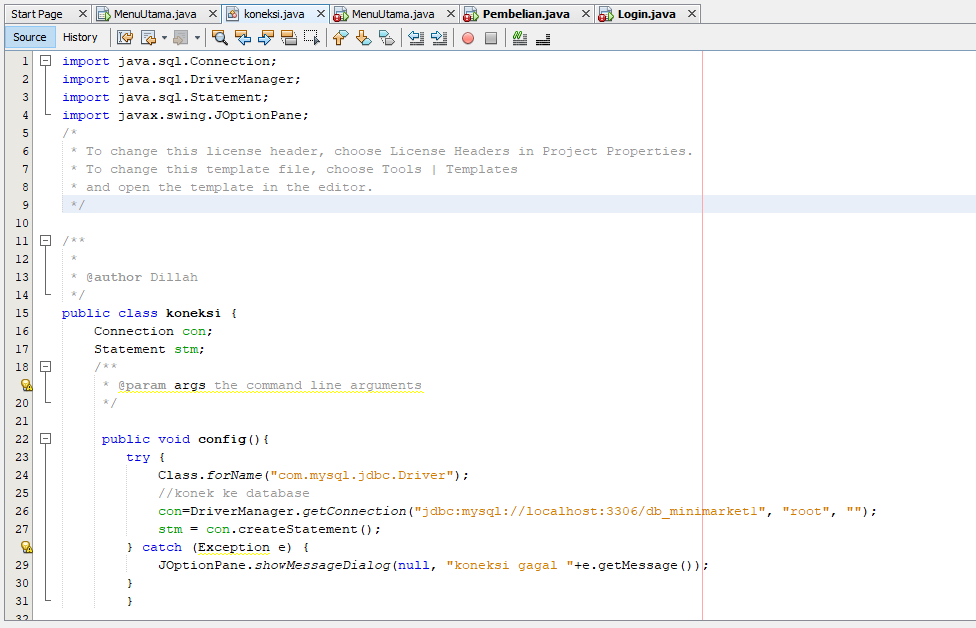 Start Page MenuUtama.java koneksi.java MenuUtama.java Pembelian.java Login.java
Source History
1 import java.sql.Connection;
2 import java.sql.DriverManager;
3 import java.sql.Statement;
4 import javax.swing.JOptionPane;
5 /*
6 * To change this license header, choose License Headers in Project Properties.
7 * To change this template file, choose Tools | Templates
8 * and open the template in the editor.
9 */
10
11 /**
12 *
13 * @author Dillah
14 */
15 public class koneksi {
16 Connection con;
17 Statement stm;
18 /**
* @param args the command line arguments
20 */
21
22 public void config(){
23 try {
24 Class.forName("com.mysql.jdbc.Driver");
25 //konek ke database
26 con=DriverManager.getConnection("jdbc:mysql://localhost:3306/db_minimarket1", "root", "");
27 stm = con.createStatement();
} catch (Exception e) {
29 JOptionPane.showMessageDialog(null, "koneksi gagal "+e.getMessage());
30 }
31 }
32